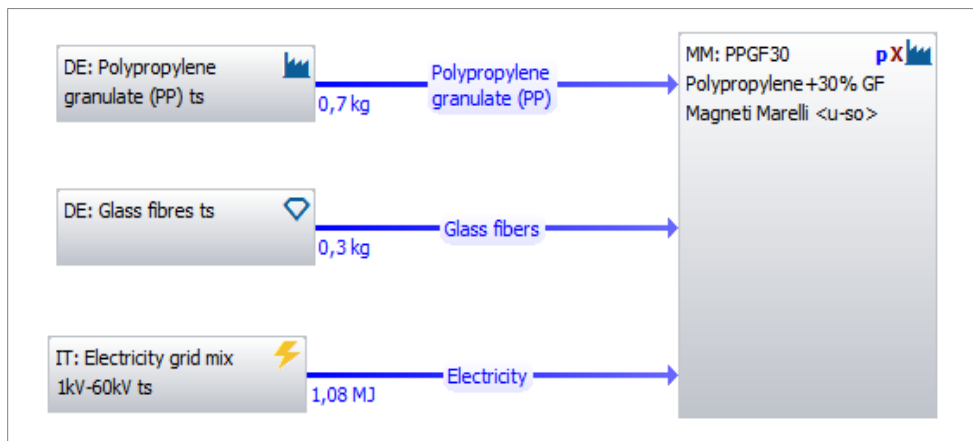 DE: Polypropylene
granulate (PP) ts
0,7 kg
Polypropylene
granulate (PP)
MM: PPGF30
pX
Polypropylene+30% GF
Magneti Marelli <u-so>
DE: Glass fibres ts
0,3 kg
Glass fibers
IT: Electricity grid mix
1kV-60kV ts
1,08 MJ
Electricity